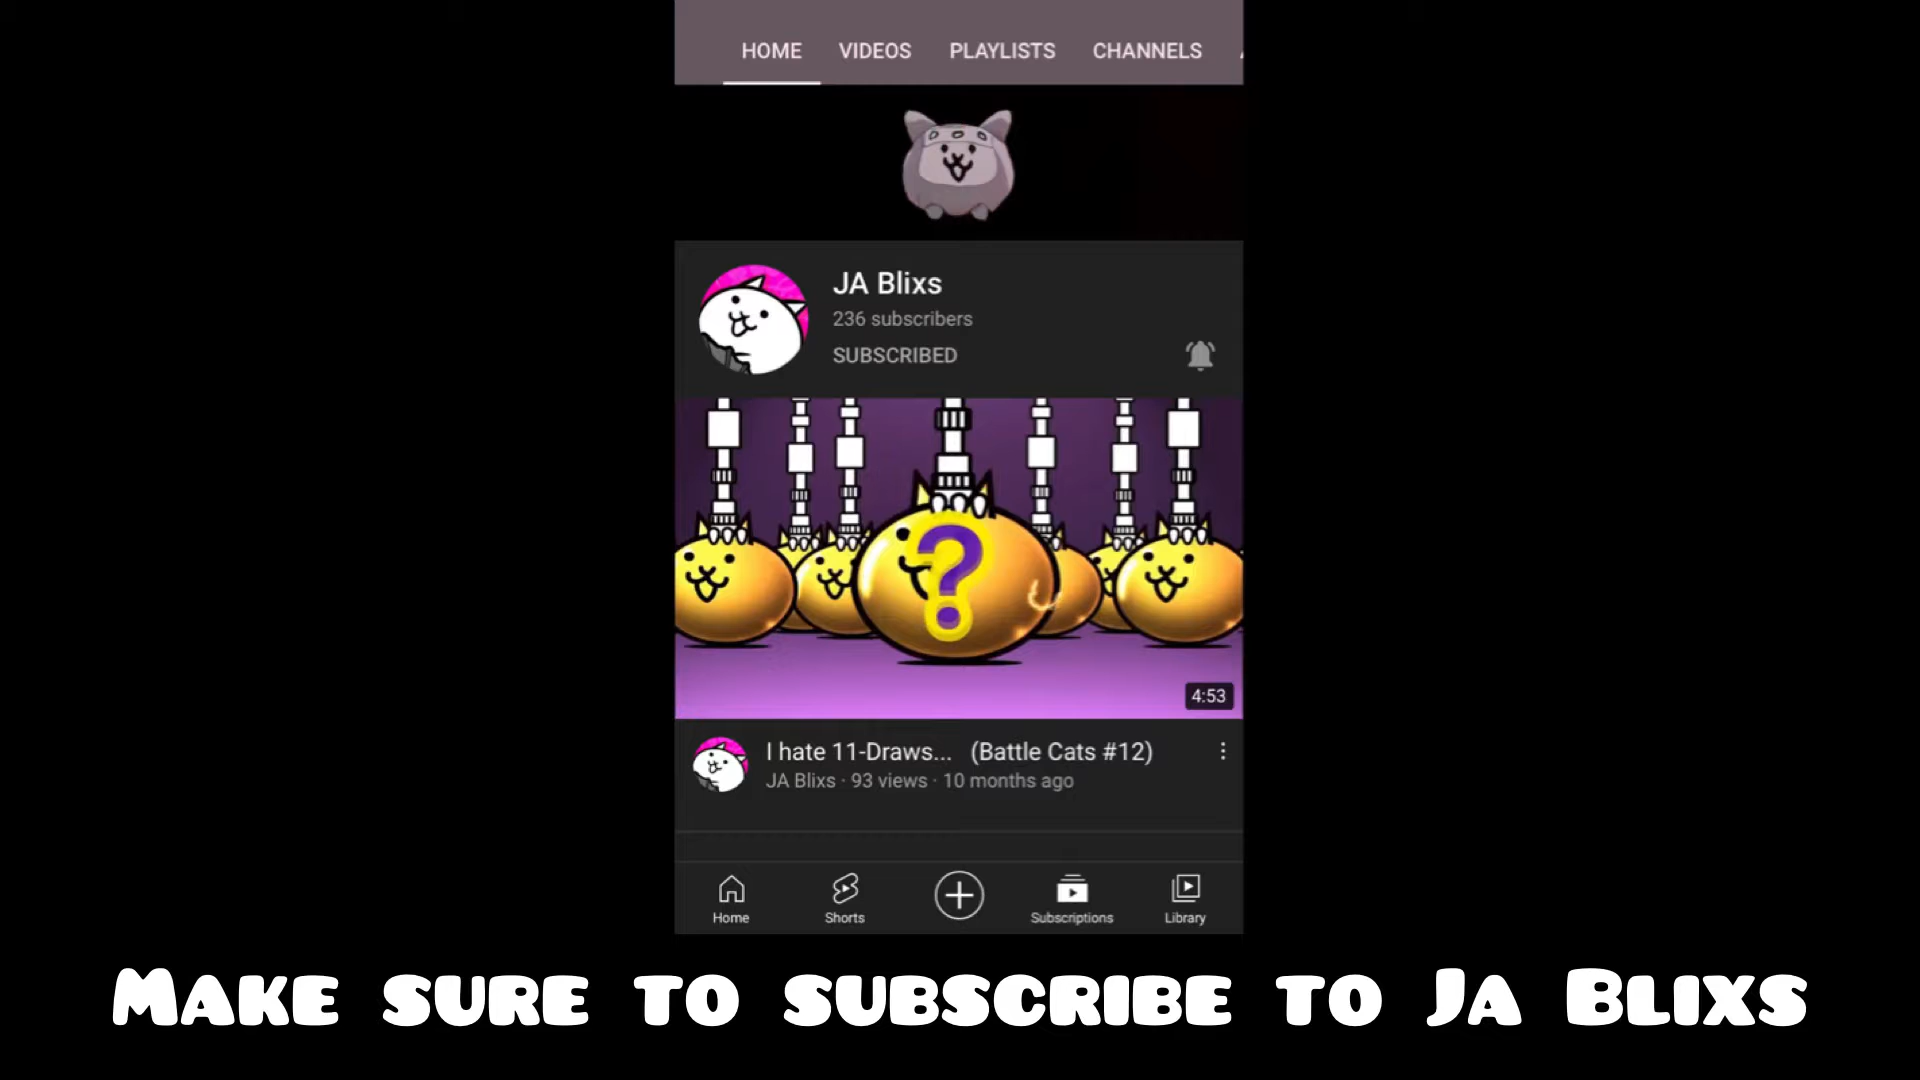 HOME VIDEOS PLAYLISTS CHANNELS
JA Blixs
236 subscribers
SUBSCRIBED
?
4:53
I hate 11-Draws... (Battle Cats #12)
JA Blixs · 93 views · 10 months ago
Home Shorts Subscriptions Library
Make sure to subscribe to Ja Blixs